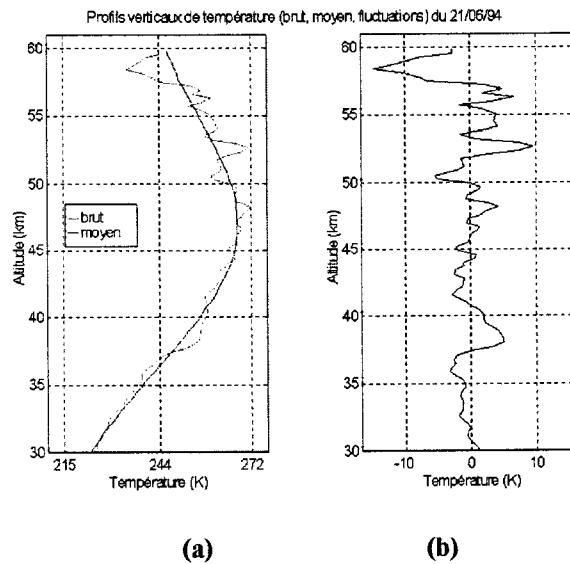 Profils verticaux de température (brut, moyen, fluctuations) du 21/06/94
60
55
50
45
40
35
30
Altitude (km)
brut
moyen
215 244 272
Température (K)
60
55
50
45
40
35
30
Altitude (km)
-10 0 10
Température (K)
(a) (b)